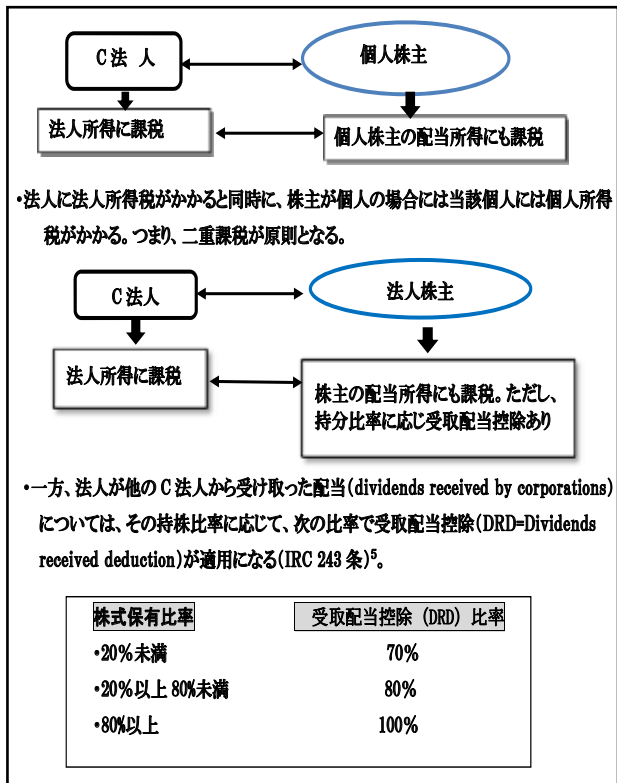 C法 人
個人株主
法人所得に課税
個人株主の配当所得にも課税
・法人に法人所得税がかかると同時に、株主が個人の場合には当該個人には個人所得
税がかかる。つまり、二重課税が原則となる。
C法人
法人株主
法人所得に課税
株主の配当所得にも課税。ただし、
持分比率に応じ受取配当控除あり
・一方、法人が他のC法人から受け取った配当(dividends received by corporations)
については、その持株比率に応じて、次の比率で受取配当控除(DRD=Dividends
received deduction)が適用になる(IRC 243 条)⁵。
株式保有比率 受取配当控除（DRD）比率
・20%未満 70%
・20%以上 80%未満 80%
・80%以上 100%